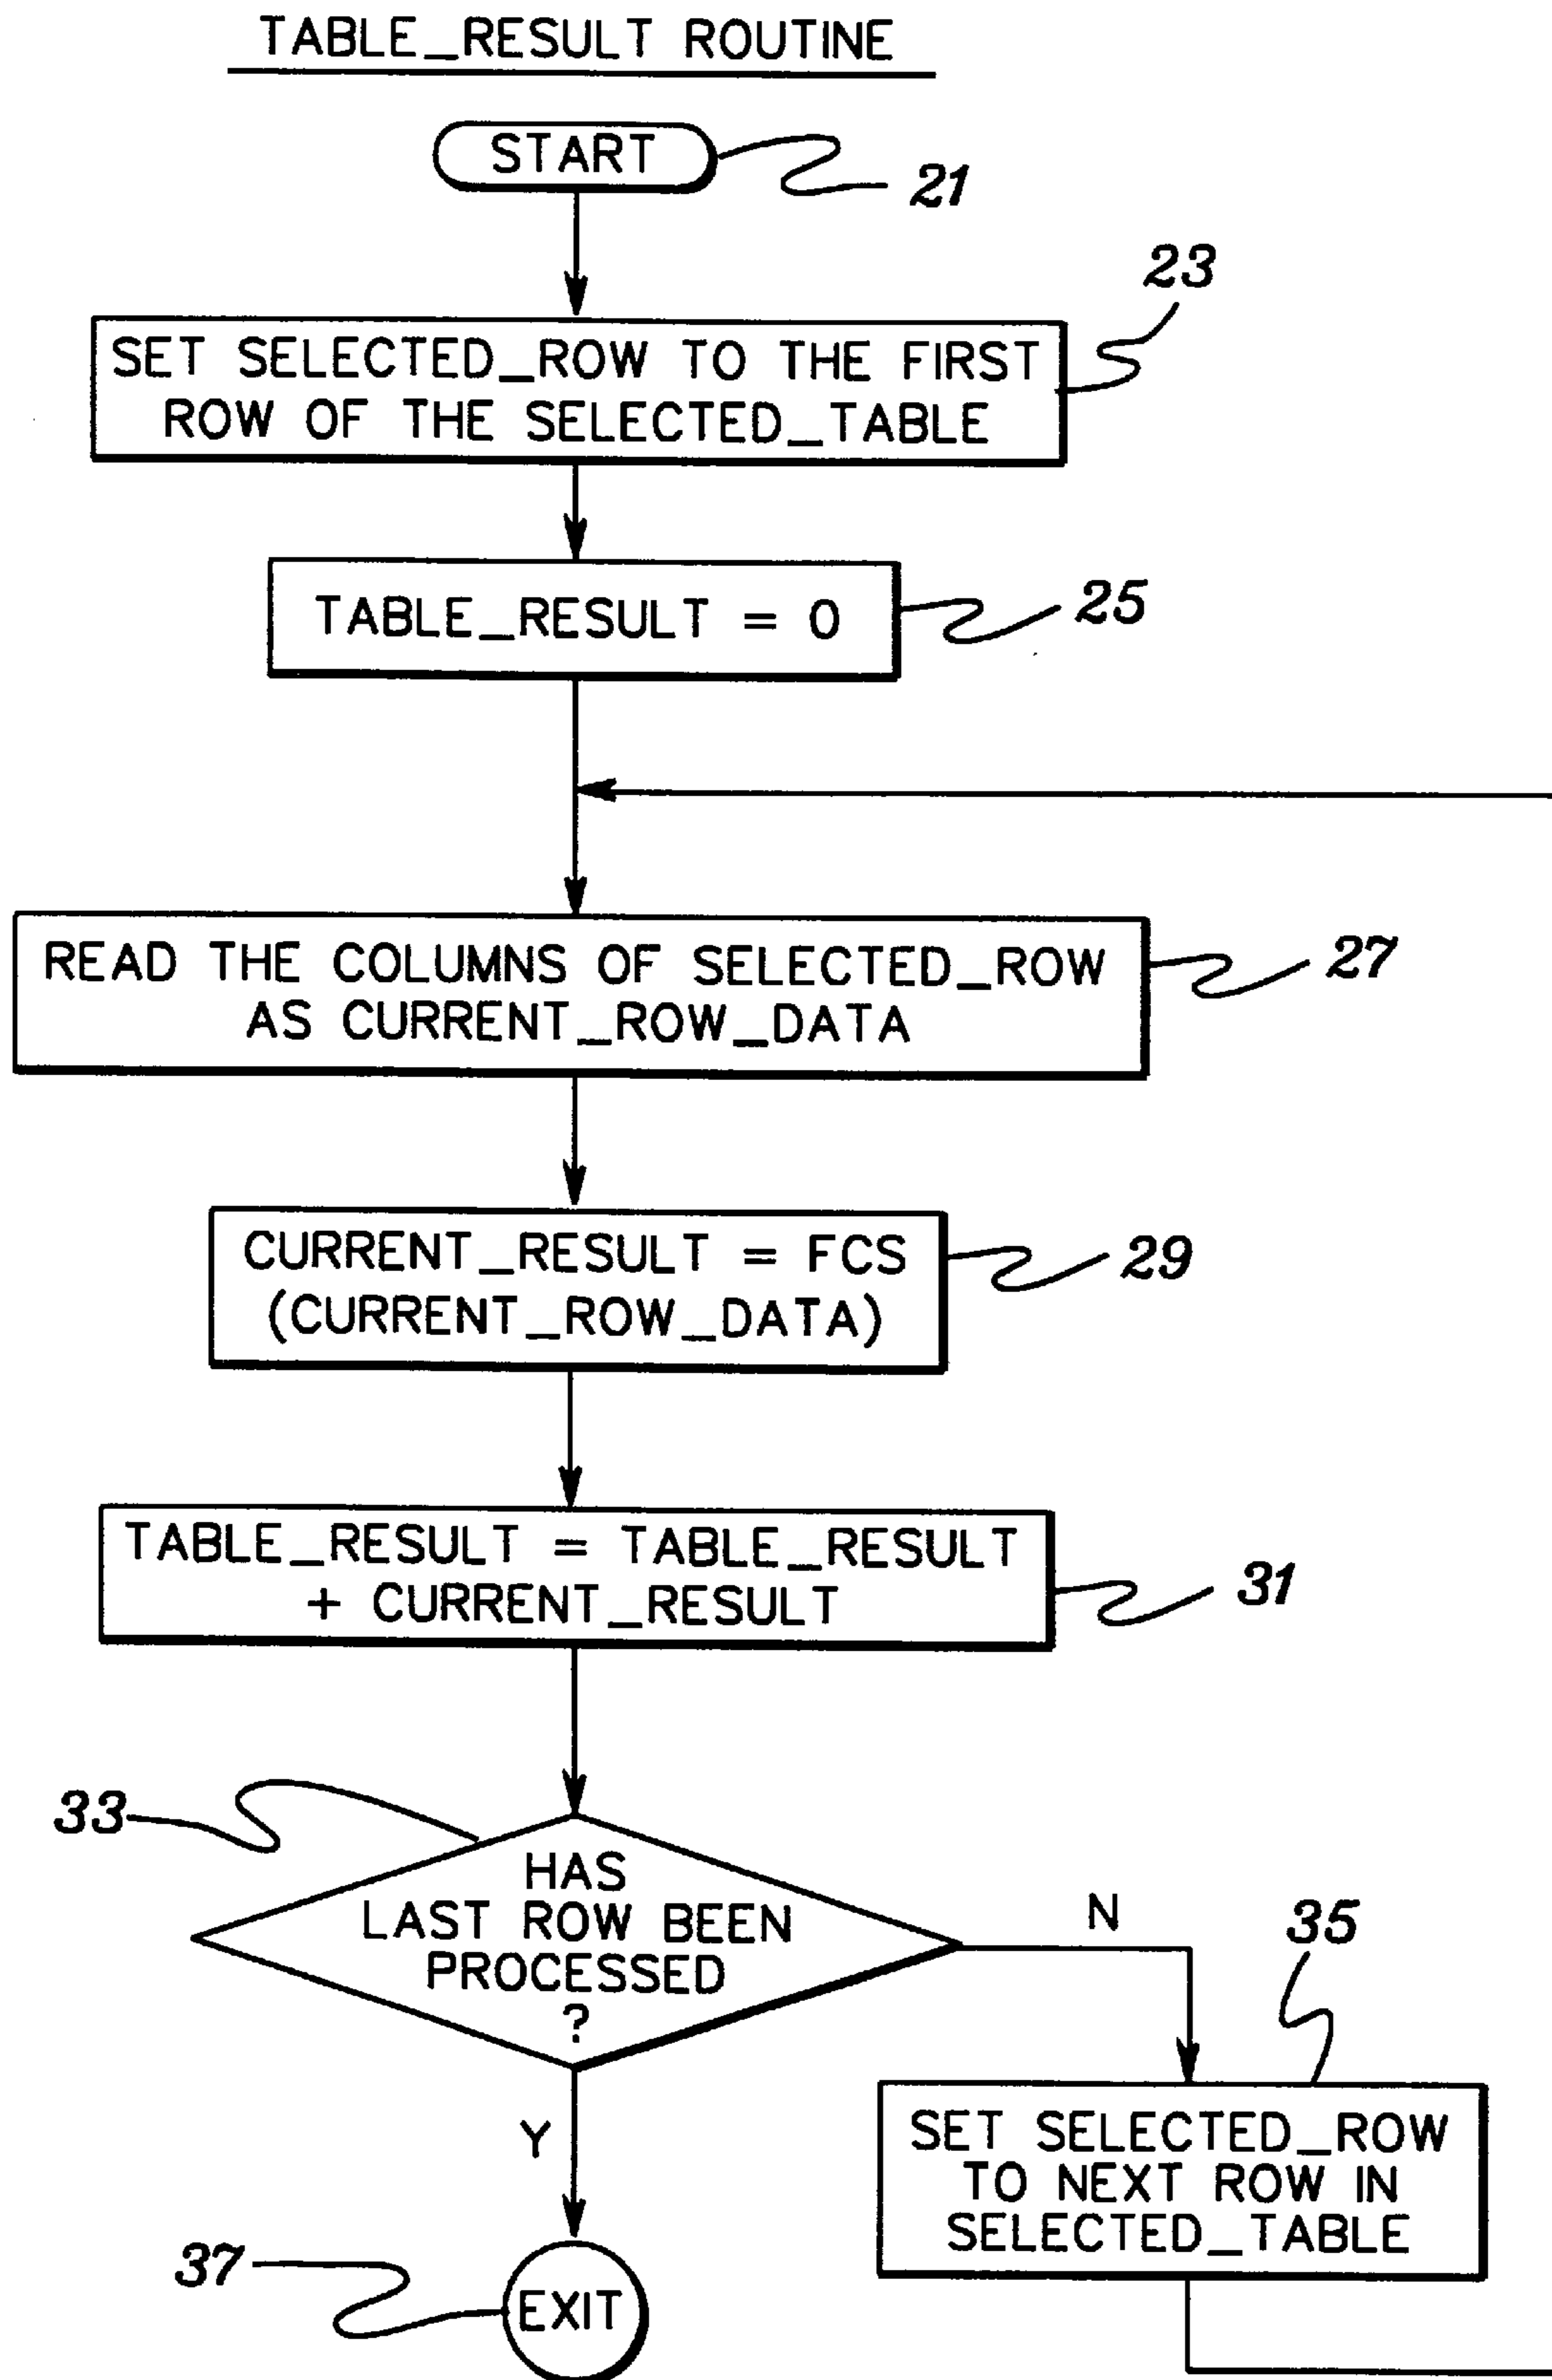 TABLE_RESULT ROUTINE
START
21
23
SET SELECTED_ROW TO THE FIRST
ROW OF THE SELECTED_TABLE
TABLE_RESULT = 0
25
READ THE COLUMNS OF SELECTED_ROW
AS CURRENT_ROW_DATA
27
CURRENT_RESULT = FCS
(CURRENT_ROW_DATA)
29
TABLE_RESULT = TABLE_RESULT
+ CURRENT_RESULT
31
33
HAS
LAST ROW BEEN
PROCESSED
?
N
35
Y
SET SELECTED_ROW
TO NEXT ROW IN
SELECTED_TABLE
37
EXIT